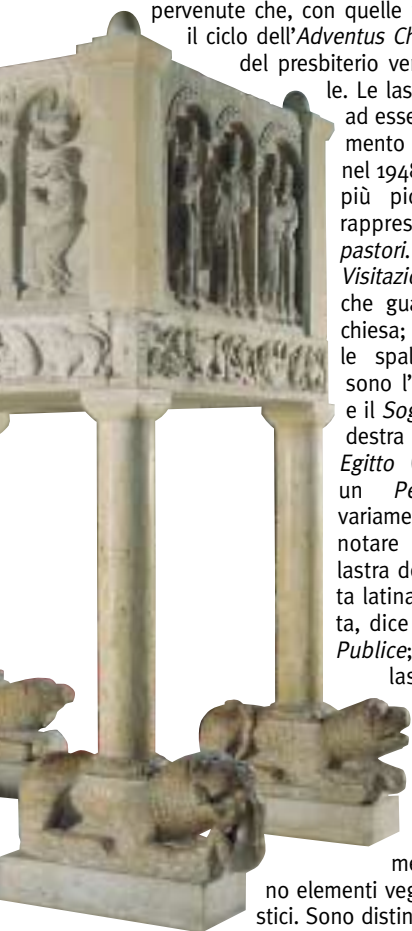 pervenute che, con quelle
il ciclo dell'Adventus Ch
del presbiterio ver
le. Le las
ad esse
mento
nel 1948
più pic
rappres
pastori.
Visitazio
che gua
chiesa;
le spal
sono l'
e il Sog
destra
Egitto
un Pe
variame
notare
lastra de
ta latina
ta, dice
Publice;
las
me
no elementi veg
stici. Sono distin